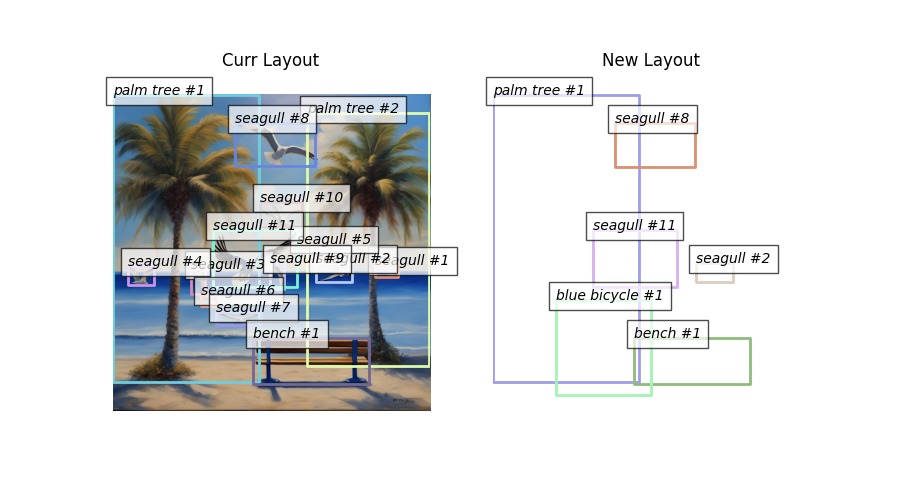 Curr Layout
palm tree #1
palm tree #2
seagull #8
seagull #10
seagull #11
seagull #5
seagull #4
seagull #3
seagull #9
seagull #2
seagull #1
seagull #6
seagull #7
bench #1
New Layout
palm tree #1
seagull #8
seagull #11
seagull #2
blue bicycle #1
bench #1